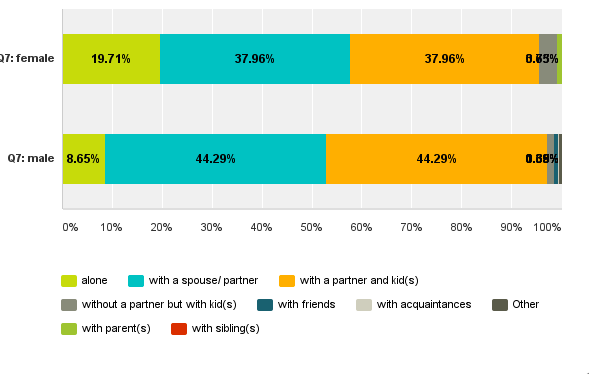 Q7: female
19.71%
37.96%
37.96%
Q7: male
8.65%
44.29%
44.29%
0% 10% 20% 30% 40% 50% 60% 70% 80% 90% 100%
alone with a spouse/ partner with a partner and kid(s)
without a partner but with kid(s) with friends with acquaintances Other
with parent(s) with sibling(s)